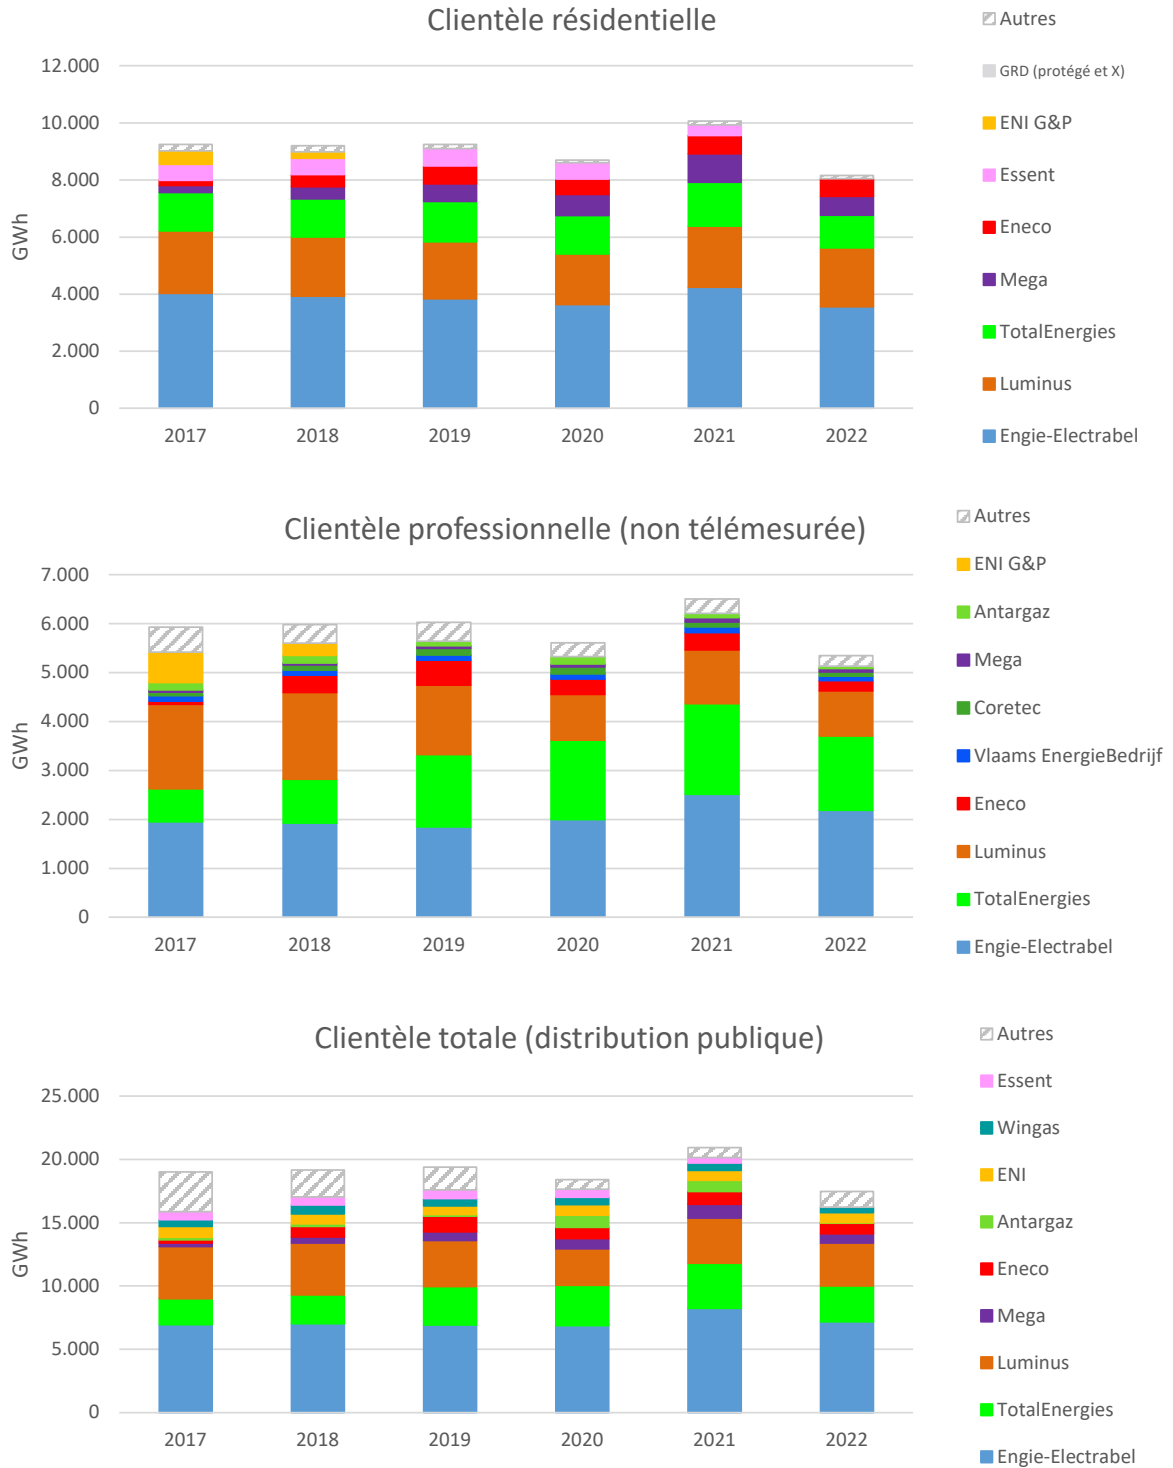 Clientèle résidentielle
12.000
10.000
8.000
6.000
4.000
2.000
0
GWh
2017 2018 2019 2020 2021 2022
Autres
GRD (protégé et X)
ENI G&P
Essent
Eneco
Mega
TotalEnergies
Luminus
Engie-Electrabel
Clientèle professionnelle (non télémesurée)
7.000
6.000
5.000
4.000
3.000
2.000
1.000
0
GWh
2017 2018 2019 2020 2021 2022
Autres
ENI G&P
Antargaz
Mega
Coretec
Vlaams EnergieBedrijf
Eneco
Luminus
TotalEnergies
Engie-Electrabel
Clientèle totale (distribution publique)
25.000
20.000
15.000
10.000
5.000
0
GWh
2017 2018 2019 2020 2021 2022
Autres
Essent
Wingas
ENI
Antargaz
Eneco
Mega
Luminus
TotalEnergies
Engie-Electrabel